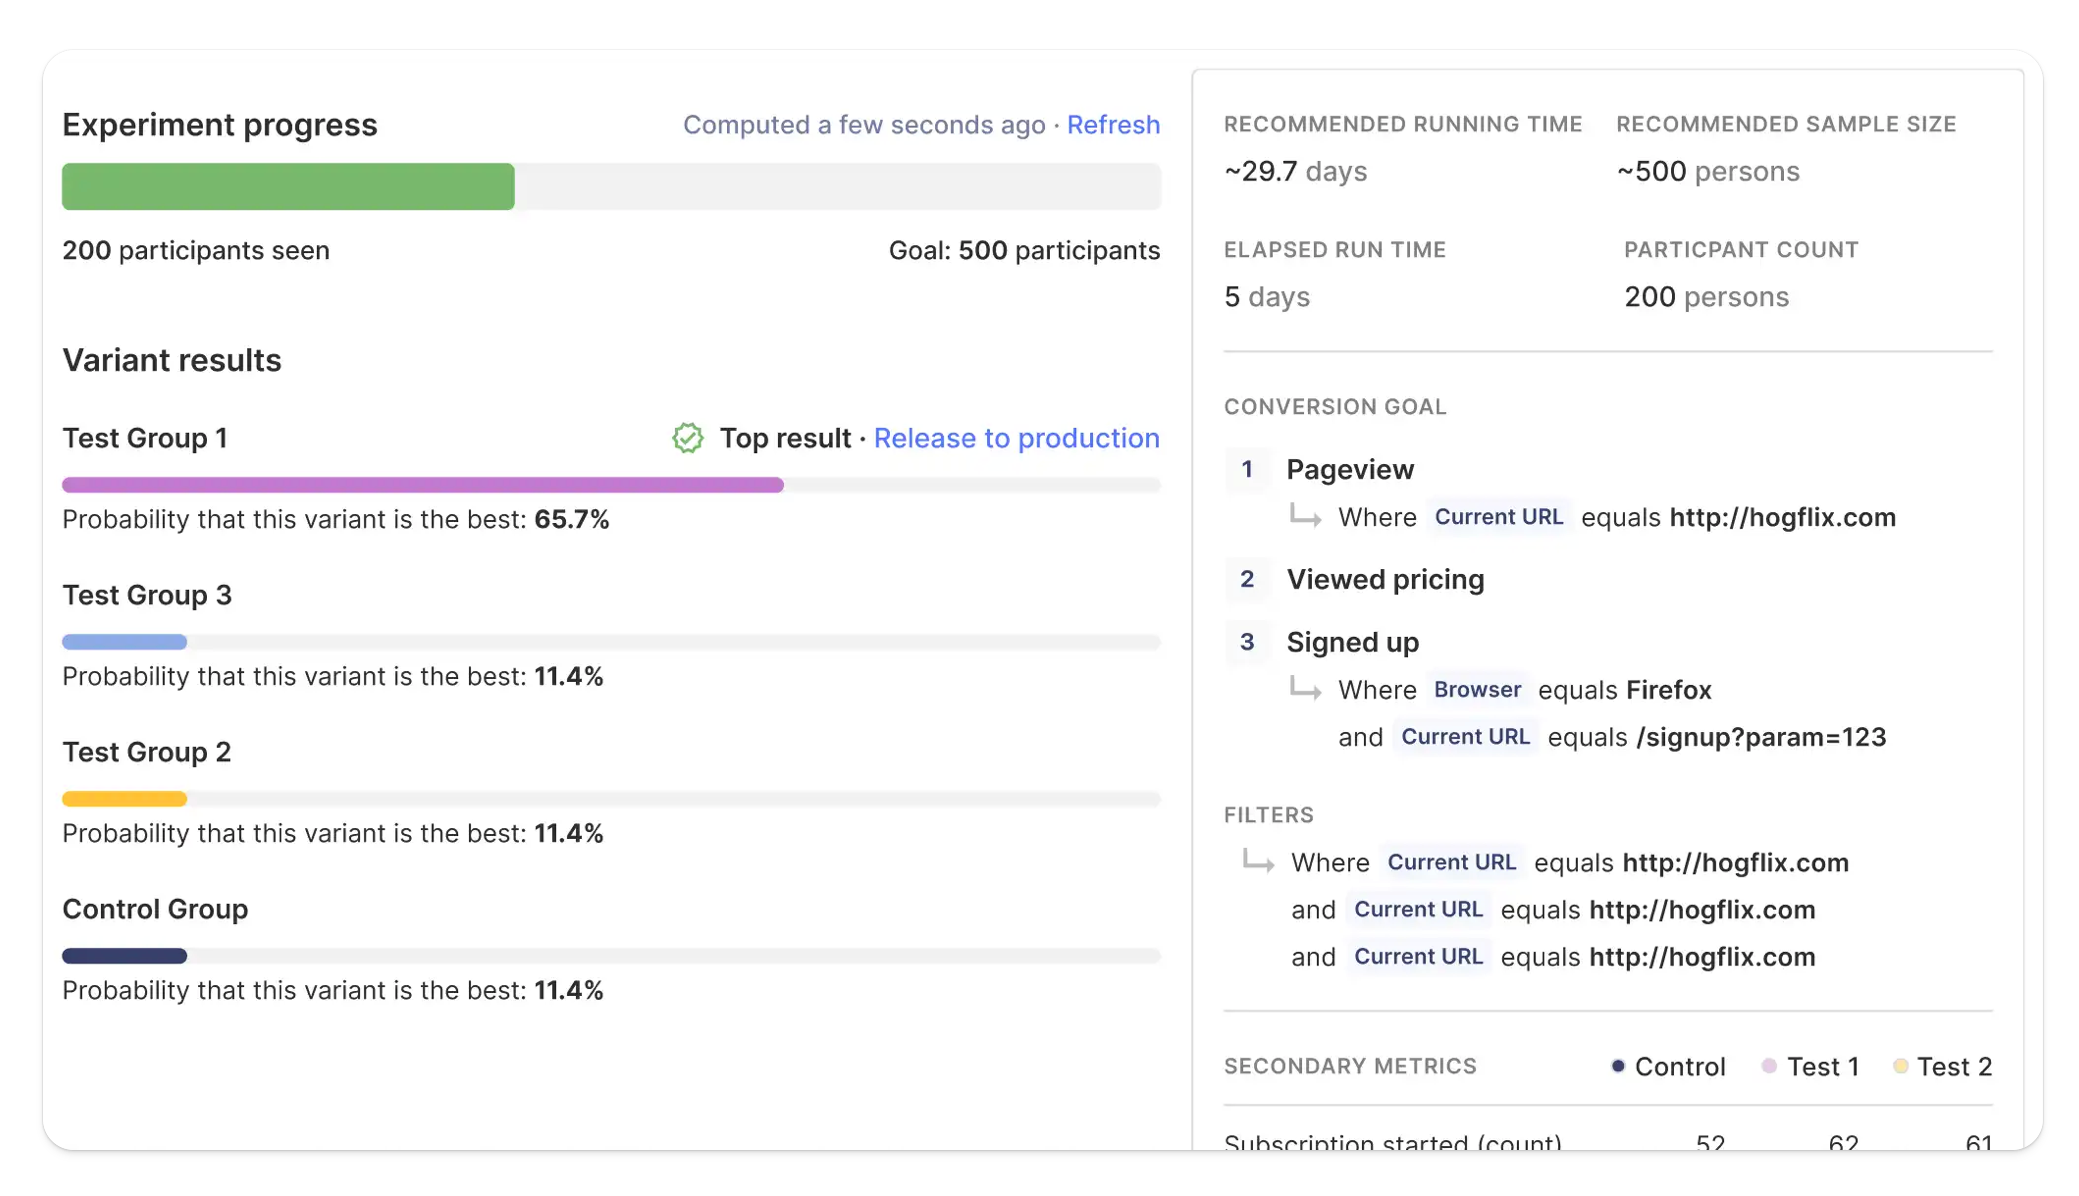 Experiment progress
Computed a few seconds ago · Refresh
200 participants seen
Goal: 500 participants
Variant results
Test Group 1
Top result · Release to production
Probability that this variant is the best: 65.7%
Test Group 3
Probability that this variant is the best: 11.4%
Test Group 2
Probability that this variant is the best: 11.4%
Control Group
Probability that this variant is the best: 11.4%
RECOMMENDED RUNNING TIME
~29.7 days
RECOMMENDED SAMPLE SIZE
~500 persons
ELAPSED RUN TIME
5 days
PARTICPANT COUNT
200 persons
CONVERSION GOAL
1 Pageview
Where Current URL equals http://hogflix.com
2 Viewed pricing
3 Signed up
Where Browser equals Firefox
and Current URL equals /signup?param=123
FILTERS
Where Current URL equals http://hogflix.com
and Current URL equals http://hogflix.com
and Current URL equals http://hogflix.com
SECONDARY METRICS
Control Test 1 Test 2
Subscription started (count) 52 62 61